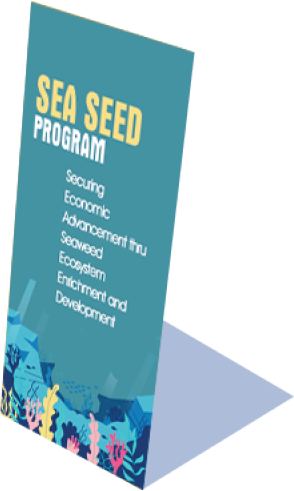 SEA SEED
PROGRAM
Securing
Economic
Advancement thru
Seaweed
Ecosystem
Enrichment and
Development